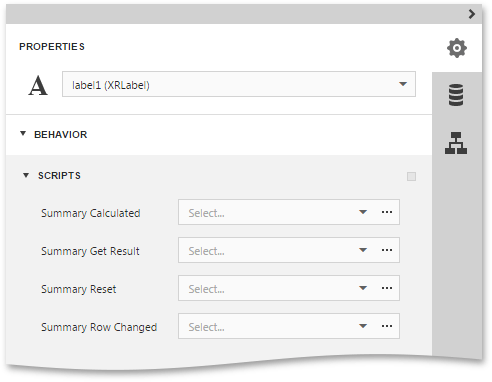 PROPERTIES
A label1 (XRLabel)
BEHAVIOR
SCRIPTS
Summary Calculated Select... ...
Summary Get Result Select... ...
Summary Reset Select... ...
Summary Row Changed Select... ...